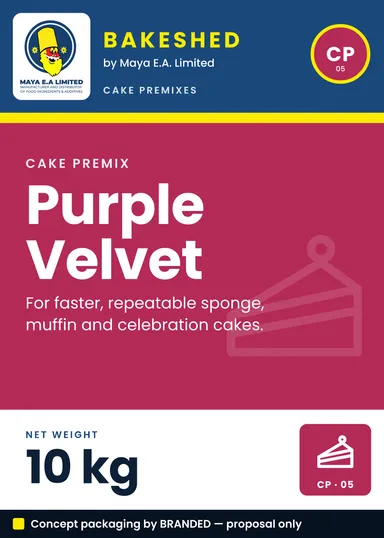 BAKESHED
by Maya E.A. Limited
CAKE PREMIXES
MAYA E.A LIMITED
MANUFACTURER AND DISTRIBUTOR
OF FOOD INGREDIENTS & ADDITIVES
CP
05
CAKE PREMIX
Purple
Velvet
For faster, repeatable sponge,
muffin and celebration cakes.
NET WEIGHT
10 kg
CP · 05
Concept packaging by BRANDED — proposal only